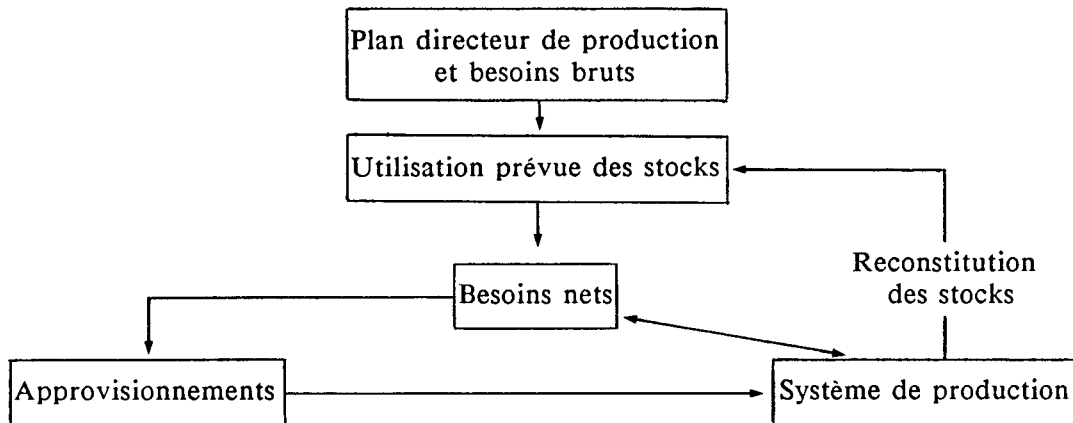 Plan directeur de production
et besoins bruts
Utilisation prévue des stocks
Besoins nets
Reconstitution
des stocks
Approvisionnements
Système de production